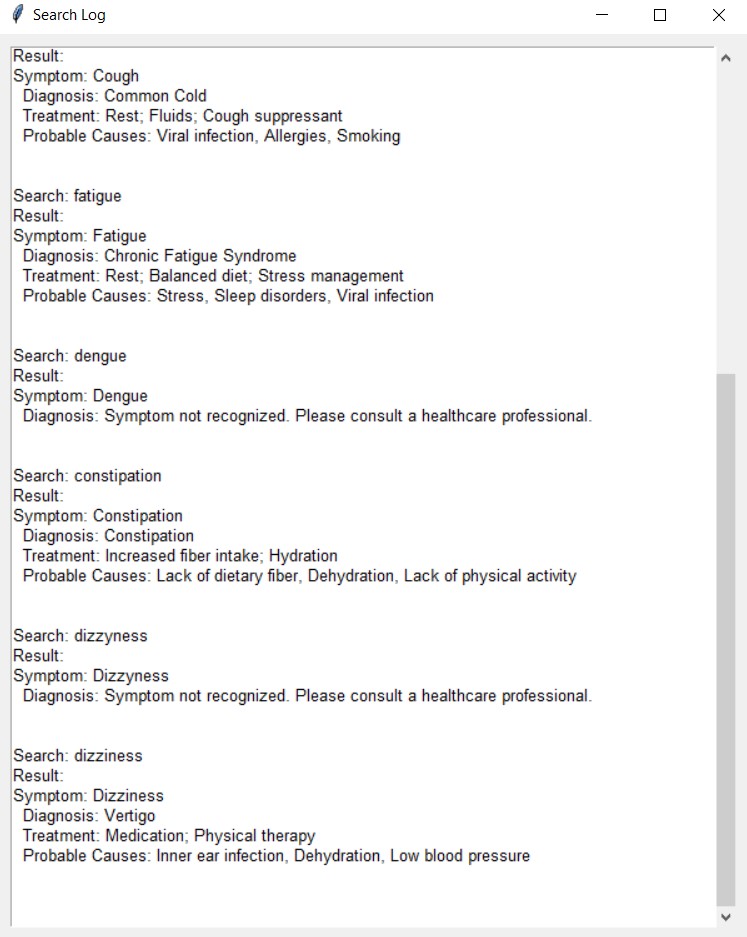 Search Log
Result:
Symptom: Cough
Diagnosis: Common Cold
Treatment: Rest; Fluids; Cough suppressant
Probable Causes: Viral infection, Allergies, Smoking
Search: fatigue
Result:
Symptom: Fatigue
Diagnosis: Chronic Fatigue Syndrome
Treatment: Rest; Balanced diet; Stress management
Probable Causes: Stress, Sleep disorders, Viral infection
Search: dengue
Result:
Symptom: Dengue
Diagnosis: Symptom not recognized. Please consult a healthcare professional.
Search: constipation
Result:
Symptom: Constipation
Diagnosis: Constipation
Treatment: Increased fiber intake; Hydration
Probable Causes: Lack of dietary fiber, Dehydration, Lack of physical activity
Search: dizzyness
Result:
Symptom: Dizzyness
Diagnosis: Symptom not recognized. Please consult a healthcare professional.
Search: dizziness
Result:
Symptom: Dizziness
Diagnosis: Vertigo
Treatment: Medication; Physical therapy
Probable Causes: Inner ear infection, Dehydration, Low blood pressure